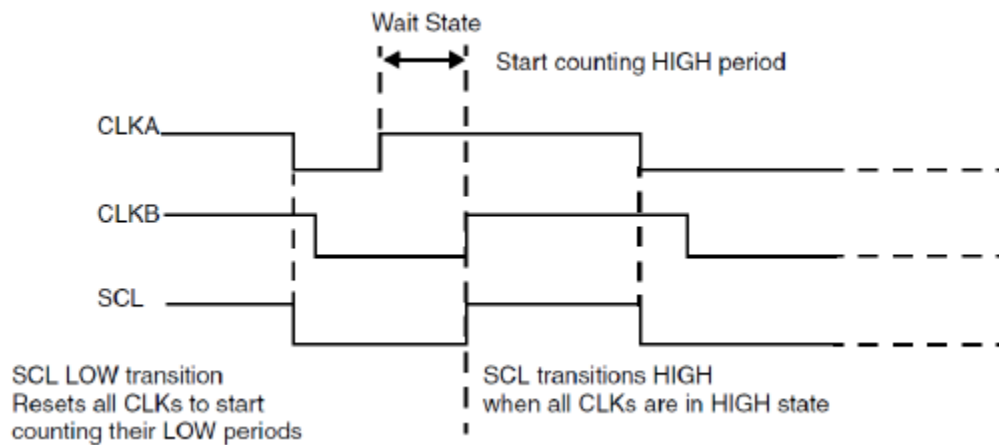 Wait State
Start counting HIGH period
CLKA
CLKB
SCL
SCL LOW transition
Resets all CLKs to start
counting their LOW periods
SCL transitions HIGH
when all CLKs are in HIGH state